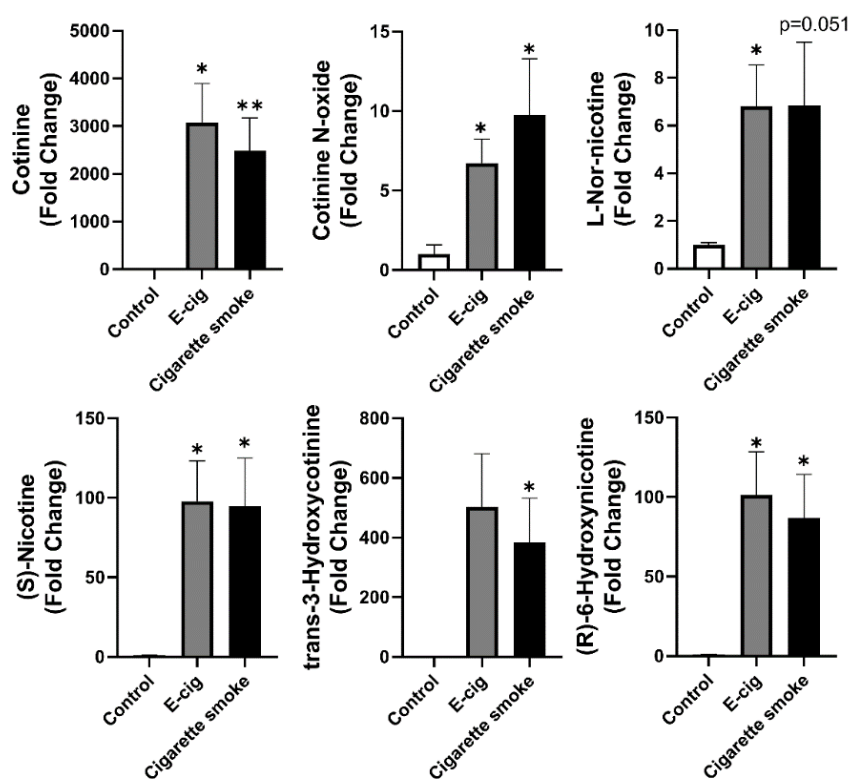 Cotinine
(Fold Change)
5000
4000
3000
2000
1000
0
*
**
Control
E-cig
Cigarette smoke
Cotinine N-oxide
(Fold Change)
15
10
5
0
*
*
Control
E-cig
Cigarette smoke
L-Nor-nicotine
(Fold Change)
10
8
6
4
2
0
*
p=0.051
Control
E-cig
Cigarette smoke
(S)-Nicotine
(Fold Change)
150
100
50
0
*
*
Control
E-cig
Cigarette smoke
trans-3-Hydroxycotinine
(Fold Change)
800
600
400
200
0
*
Control
E-cig
Cigarette smoke
(R)-6-Hydroxynicotine
(Fold Change)
150
100
50
0
*
*
Control
E-cig
Cigarette smoke